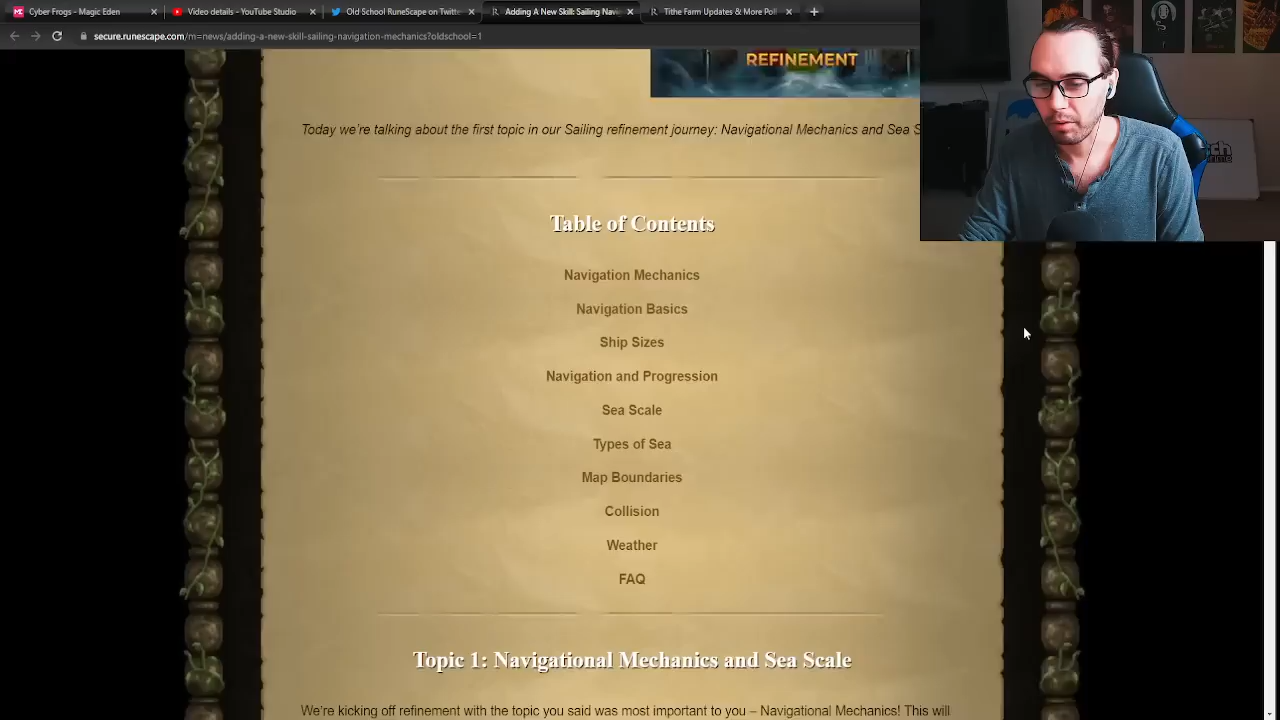 Cyber Frogs - Magic Eden
Video details - YouTube Studio
Old School RuneScape on Twitt
Adding A New Skill: Sailing Navi
Tithe Farm Updates & More Poll
secure.runescape.com/m=news/adding-a-new-skill-sailing-navigation-mechanics?oldschool=1
REFINEMENT
Today we're talking about the first topic in our Sailing refinement journey: Navigational Mechanics and Sea S
Table of Contents
Navigation Mechanics
Navigation Basics
Ship Sizes
Navigation and Progression
Sea Scale
Types of Sea
Map Boundaries
Collision
Weather
FAQ
Topic 1: Navigational Mechanics and Sea Scale
We're kicking off refinement with the topic you said was most important to you – Navigational Mechanics! This will